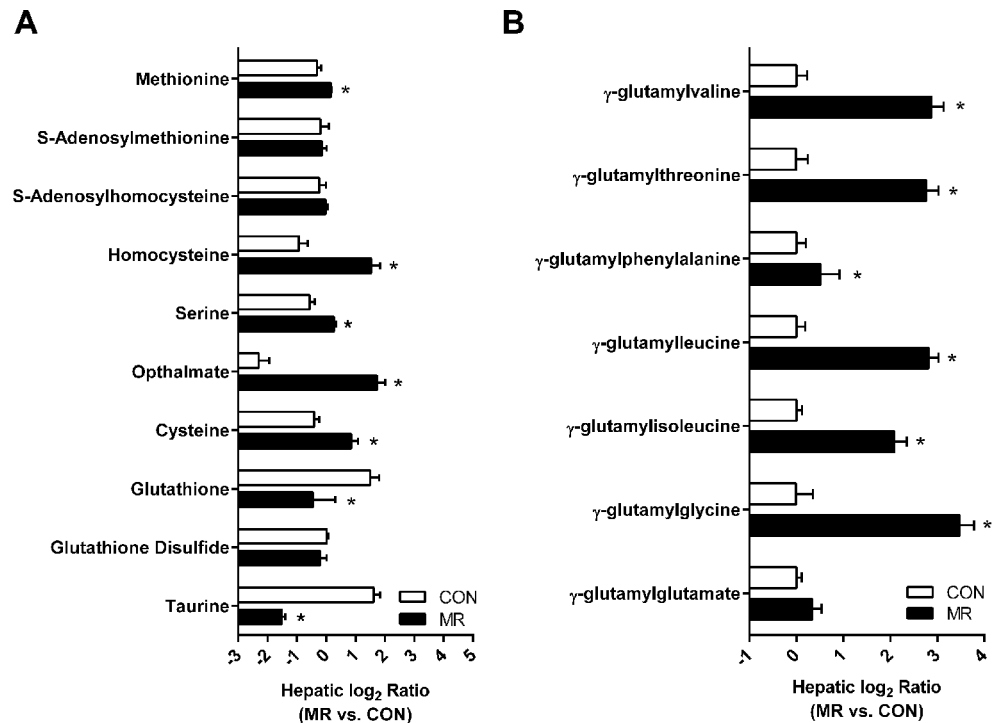 A
Methionine
*
S-Adenosylmethionine
S-Adenosylhomocysteine
Homocysteine
*
Serine
*
Opthalmate
*
Cysteine
*
Glutathione
*
Glutathione Disulfide
Taurine
*
CON
MR
-3 -2 -1 0 1 2 3 4 5
Hepatic log2 Ratio
(MR vs. CON)
B
γ-glutamylvaline
*
γ-glutamylthreonine
*
γ-glutamylphenylalanine
*
γ-glutamylleucine
*
γ-glutamylisoleucine
*
γ-glutamylglycine
*
γ-glutamylglutamate
CON
MR
-1 0 1 2 3 4
Hepatic log2 Ratio
(MR vs. CON)